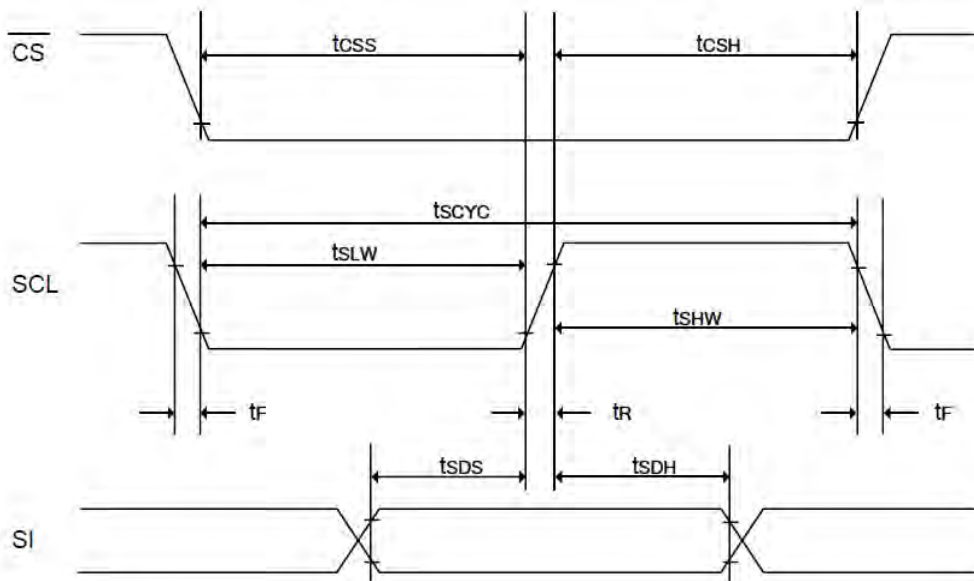 CS
tCSS
tCSH
tSCYC
SCL
tSLW
tSHW
tF
tR
tF
tSDS
tSDH
SI